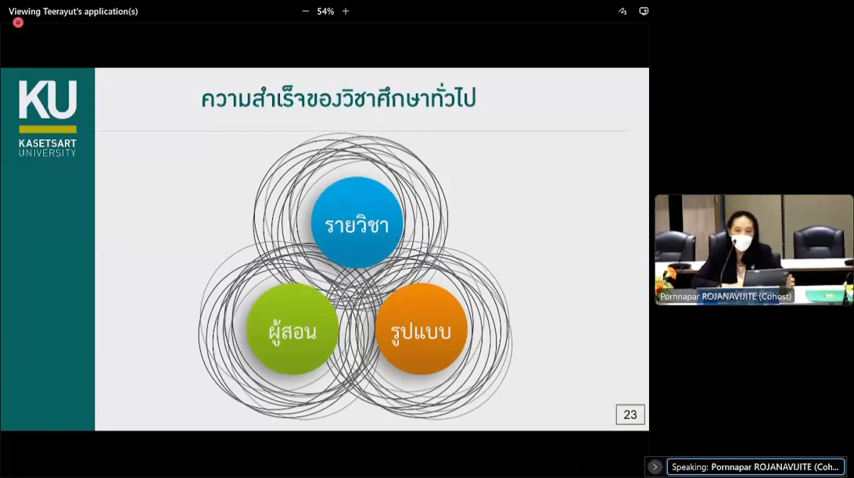 Viewing Teerayut's application(s)
54%
KU
KASETSART
UNIVERSITY
ความสำเร็จของวิชาศึกษาทั่วไป
รายวิชา
ผู้สอน
รูปแบบ
23
Pornnapar ROJANAVIJITE (Cohost)
Speaking: Pornnapar ROJANAVIJITE (Coh...